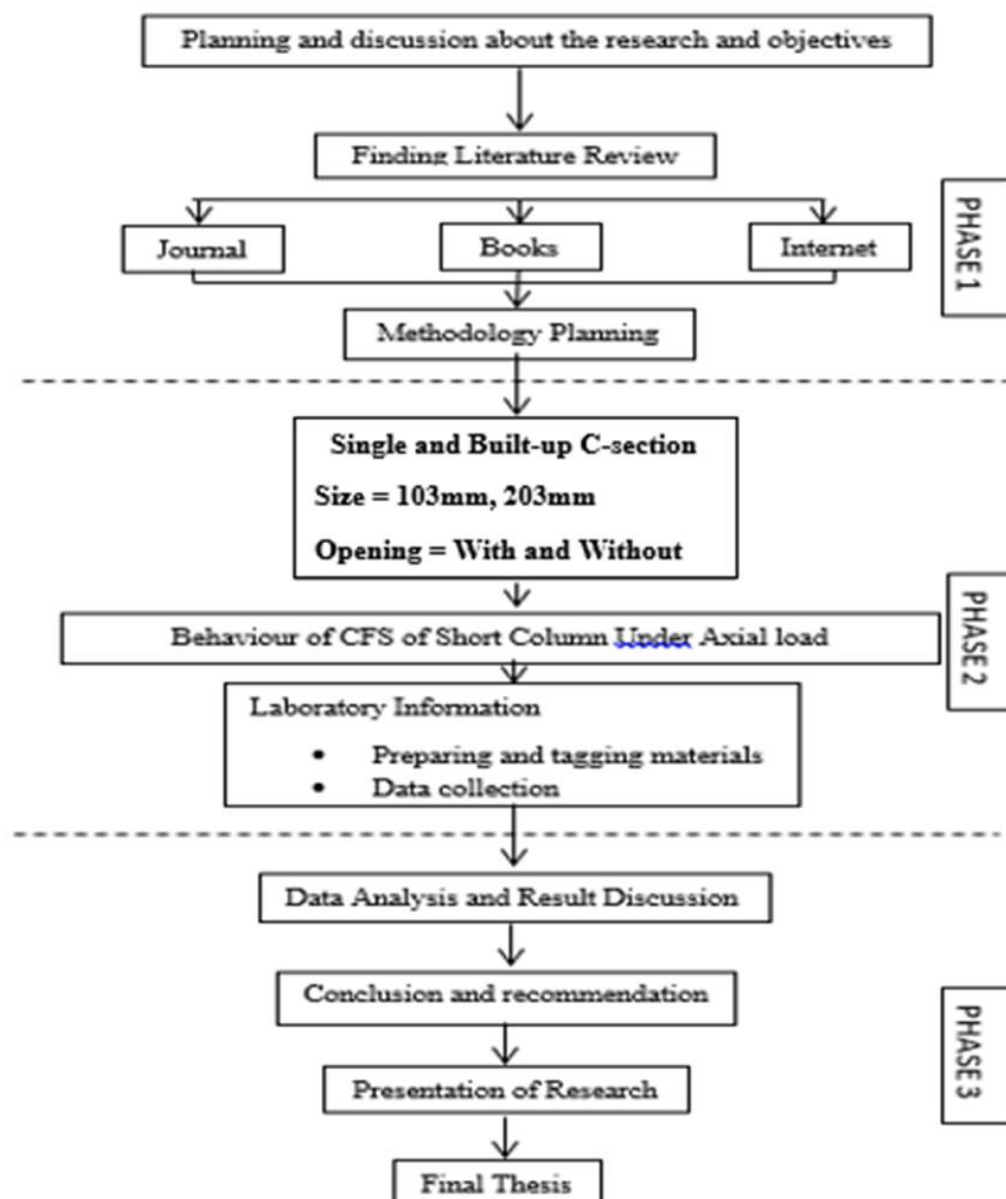 Planning and discussion about the research and objectives
Finding Literature Review
Journal
Books
Internet
PHASE 1
Methodology Planning
Single and Built-up C-section
Size = 103mm, 203mm
Opening = With and Without
Behaviour of CFS of Short Column Under Axial load
PHASE 2
Laboratory Information
• Preparing and tagging materials
• Data collection
Data Analysis and Result Discussion
Conclusion and recommendation
PHASE 3
Presentation of Research
Final Thesis